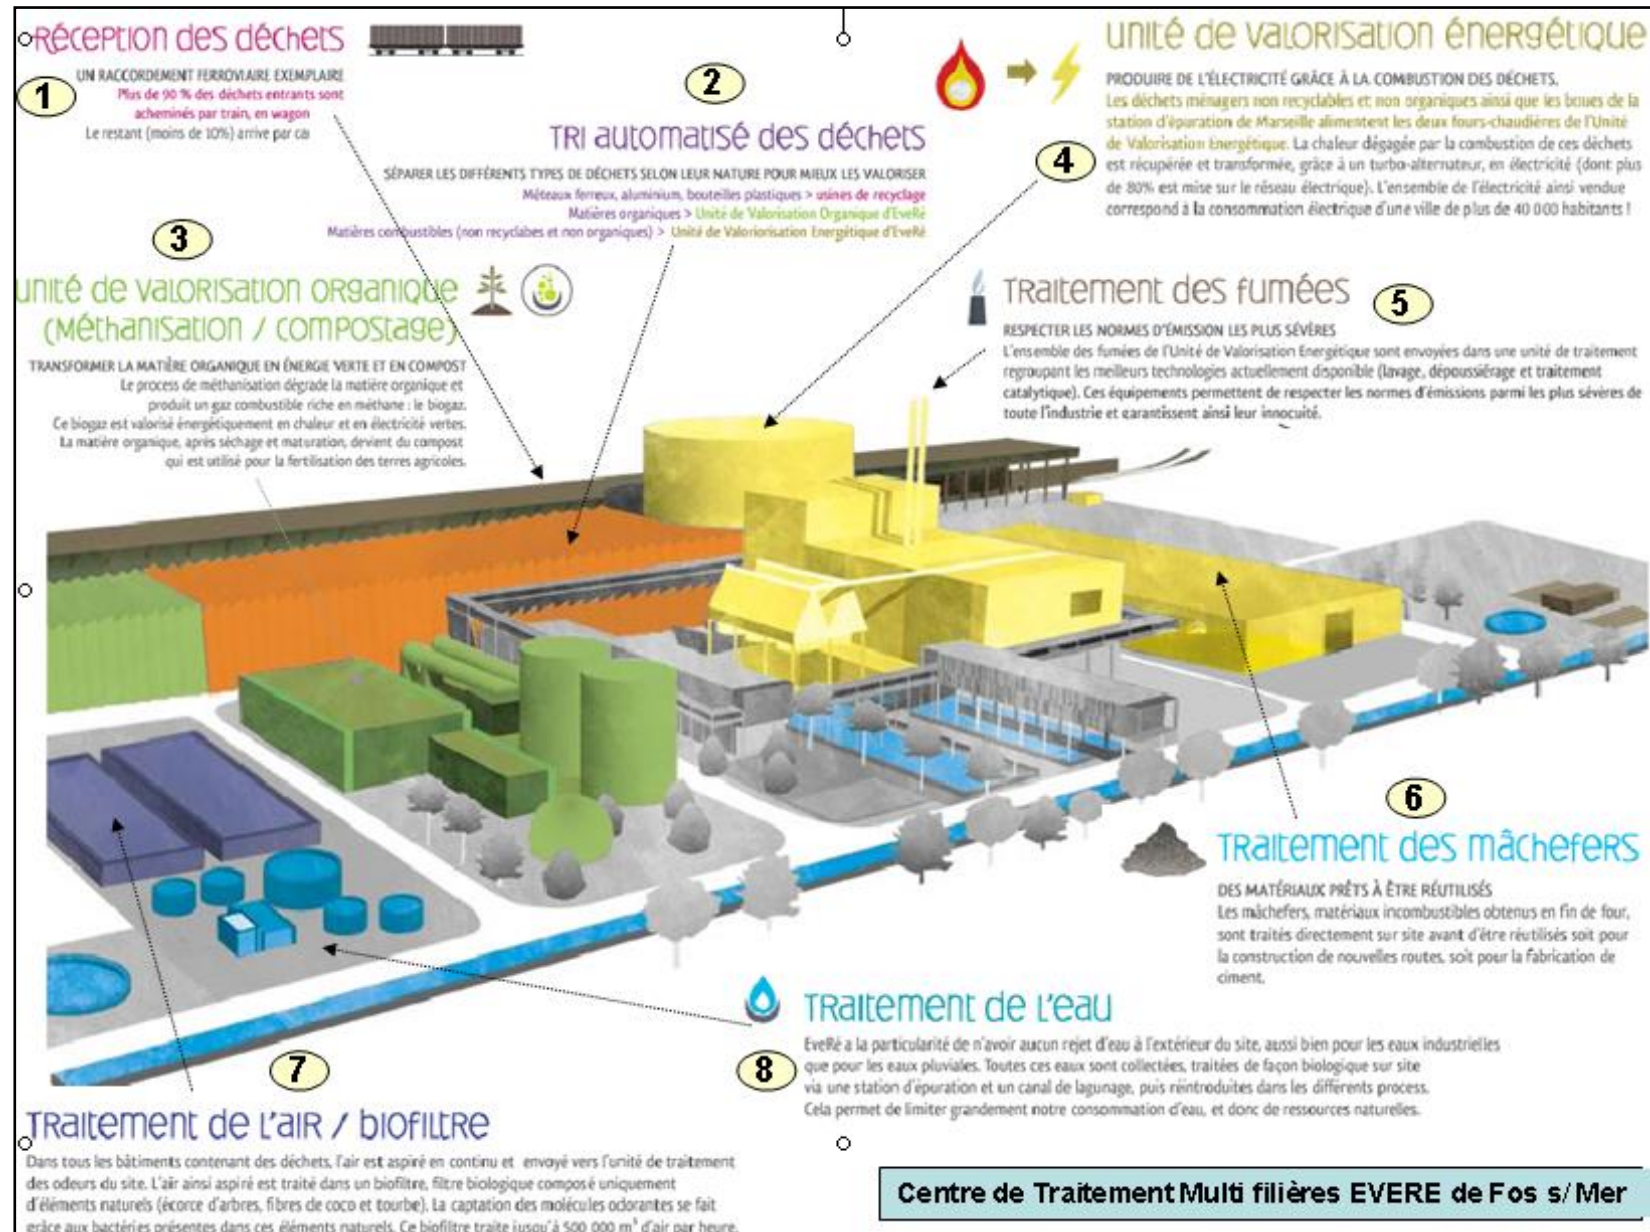 Réception des déchets
1
UN RACCORDEMENT FERROVIAIRE EXEMPLAIRE
Plus de 90 % des déchets entrants sont
acheminés par train, en wagon
Le restant (moins de 10%) arrive par ca
2
TRI automatisé des déchets
SÉPARER LES DIFFÉRENTS TYPES DE DÉCHETS SELON LEUR NATURE POUR MIEUX LES VALORISER
Méteaux ferreux, aluminium, bouteilles plastiques > usines de recyclage
Matières organiques > Unité de Valorisation Organique d'EveRé
Matières combustibles (non recyclabes et non organiques) > Unité de Valoriorisation Energétique d'EveRé
unité de valorisation énergétique
4
PRODUIRE DE L'ÉLECTRICITÉ GRÂCE À LA COMBUSTION DES DÉCHETS.
Les déchets ménagers non recyclables et non organiques ainsi que les boues de la
station d'épuration de Marseille alimentent les deux fours-chaudières de l'Unité
de Valorisation Energétique. La chaleur dégagée par la combustion de ces déchets
est récupérée et transformée, grâce à un turbo-alternateur, en électricité (dont plus
de 80% est mise sur le réseau électrique). L'ensemble de l'électricité ainsi vendue
correspond à la consommation électrique d'une ville de plus de 40 000 habitants !
3
unité de valorisation organique
(Méthanisation / compostage)
TRANSFORMER LA MATIÈRE ORGANIQUE EN ÉNERGIE VERTE ET EN COMPOST
Le process de méthanisation dégrade la matière organique et
produit un gaz combustible riche en méthane : le biogaz.
Ce biogaz est valorisé énergétiquement en chaleur et en électricité vertes.
La matière organique, après séchage et maturation, devient du compost
qui est utilisé pour la fertilisation des terres agricoles.
Traitement des fumées
5
RESPECTER LES NORMES D'ÉMISSION LES PLUS SÉVÈRES
L'ensemble des fumées de l'Unité de Valorisation Energétique sont envoyées dans une unité de traitement
regroupant les meilleurs technologies actuellement disponible (lavage, dépoussiérage et traitement
catalytique). Ces équipements permettent de respecter les normes d'émissions parmi les plus sévères de
toute l'industrie et garantissent ainsi leur innocuité.
6
Traitement des mâchefers
DES MATÉRIAUX PRÊTS À ÊTRE RÉUTILISÉS
Les mâchefers, matériaux incombustibles obtenus en fin de four,
sont traités directement sur site avant d'être réutilisés soit pour
la construction de nouvelles routes, soit pour la fabrication de
ciment.
Traitement de l'eau
8
EveRé a la particularité de n'avoir aucun rejet d'eau à l'extérieur du site, aussi bien pour les eaux industrielles
que pour les eaux pluviales. Toutes ces eaux sont collectées, traitées de façon biologique sur site
via une station d'épuration et un canal de lagunage, puis réintroduites dans les différents process.
Cela permet de limiter grandement notre consommation d'eau, et donc de ressources naturelles.
7
Traitement de l'air / biofiltre
Dans tous les bâtiments contenant des déchets, l'air est aspiré en continu et envoyé vers l'unité de traitement
des odeurs du site. L'air ainsi aspiré est traité dans un biofiltre, filtre biologique composé uniquement
d'éléments naturels (écorce d'arbres, fibres de coco et tourbe). La captation des molécules odorantes se fait
grâce aux bactéries présentes dans ces éléments naturels. Ce biofiltre traite jusqu'à 500 000 m³ d'air par heure.
Centre de Traitement Multi filières EVERE de Fos s/ Mer